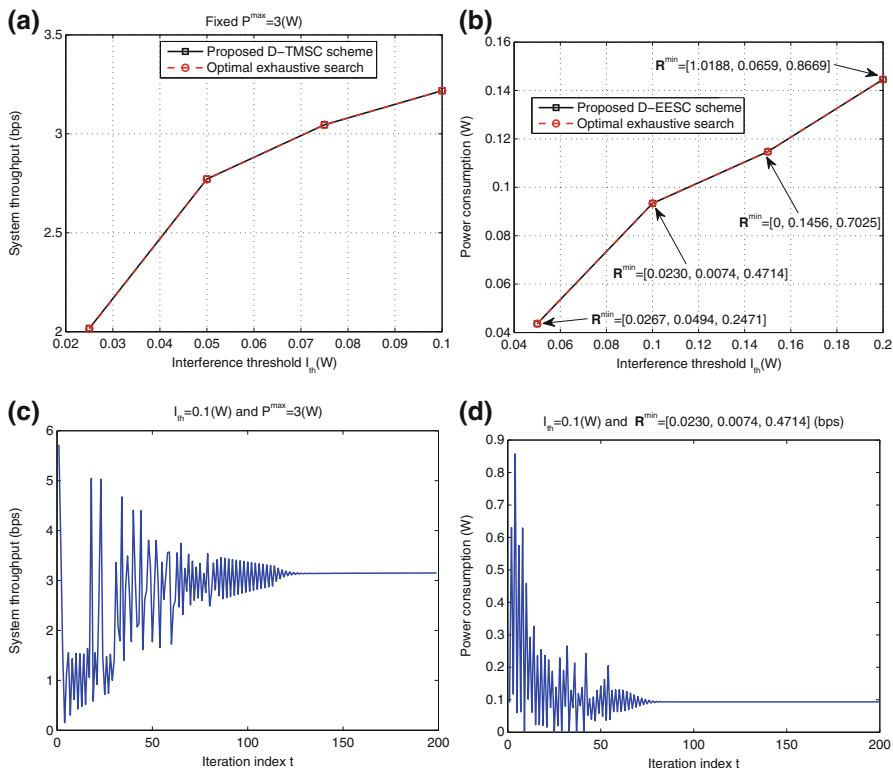 (a)
Fixed P^max=3(W)
3.5
3
2.5
2
System throughput (bps)
Proposed D−TMSC scheme
Optimal exhaustive search
0.02 0.03 0.04 0.05 0.06 0.07 0.08 0.09 0.1
Interference threshold I_th(W)
(b)
0.16
0.14
0.12
0.1
0.08
0.06
0.04
Power consumption (W)
R^min=[1.0188, 0.0659, 0.8669]
Proposed D−EESC scheme
Optimal exhaustive search
R^min=[0, 0.1456, 0.7025]
R^min=[0.0230, 0.0074, 0.4714]
R^min=[0.0267, 0.0494, 0.2471]
0.04 0.06 0.08 0.1 0.12 0.14 0.16 0.18 0.2
Interference threshold I_th(W)
(c)
I_th=0.1(W) and P^max=3(W)
6
5
4
3
2
1
0
System throughput (bps)
0 50 100 150 200
Iteration index t
(d)
I_th=0.1(W) and R^min=[0.0230, 0.0074, 0.4714] (bps)
0.9
0.8
0.7
0.6
0.5
0.4
0.3
0.2
0.1
0
Power consumption (W)
0 50 100 150 200
Iteration index t